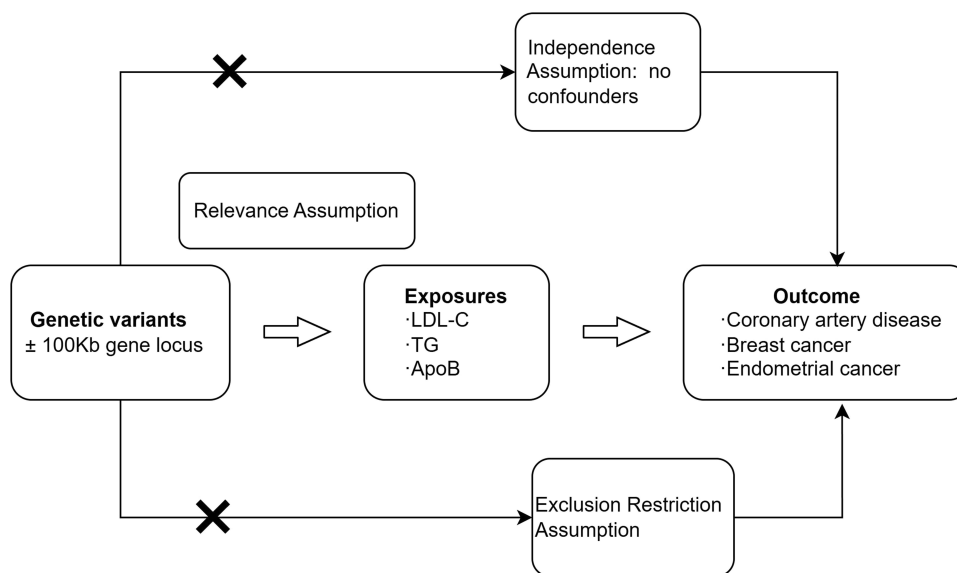 Independence
Assumption: no
confounders
Relevance Assumption
Genetic variants
± 100Kb gene locus
Exposures
·LDL-C
·TG
·ApoB
Outcome
·Coronary artery disease
·Breast cancer
·Endometrial cancer
Exclusion Restriction
Assumption